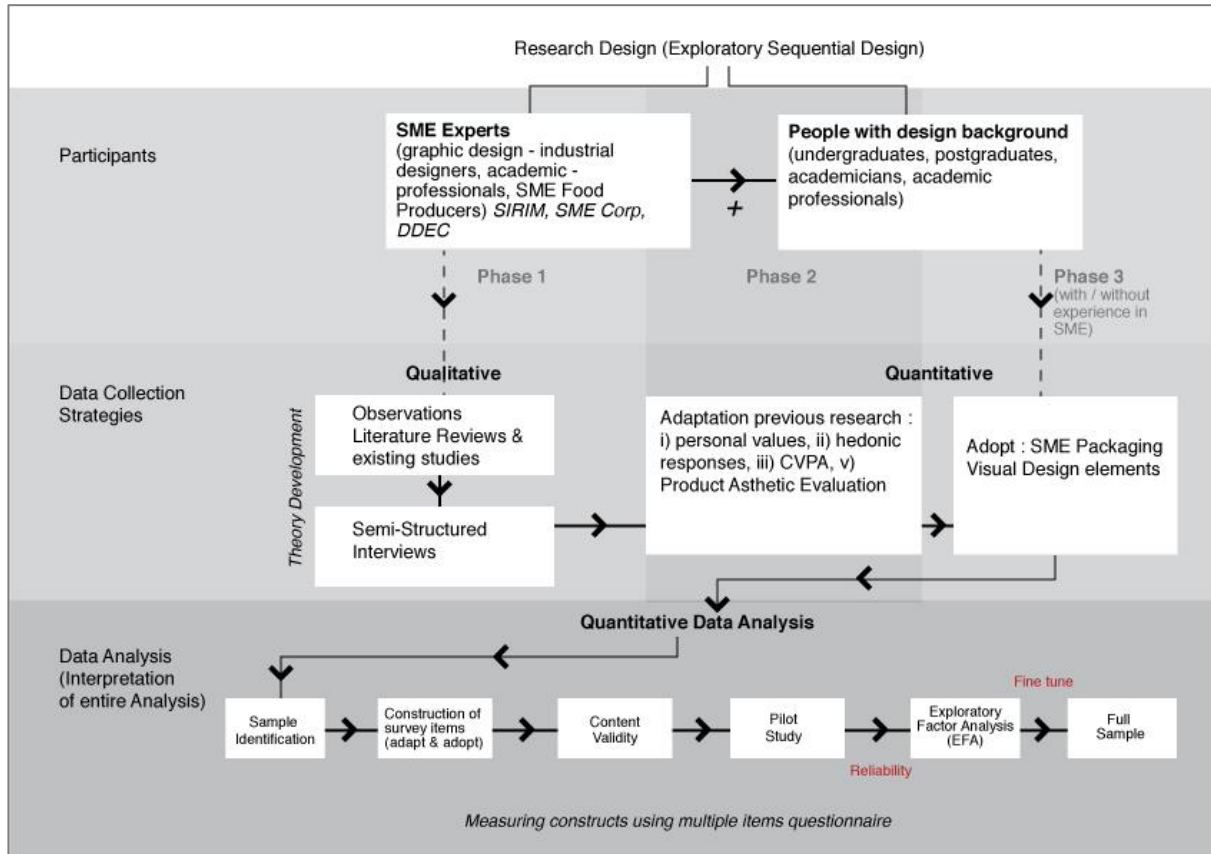 Research Design (Exploratory Sequential Design)
Participants
SME Experts
(graphic design - industrial
designers, academic -
professionals, SME Food
Producers) SIRIM, SME Corp,
DDEC
+
People with design background
(undergraduates, postgraduates,
academicians, academic
professionals)
Phase 1
Phase 2
Phase 3
(with / without
experience in
SME)
Data Collection
Strategies
Qualitative
Quantitative
Theory Development
Observations
Literature Reviews &
existing studies
Semi-Structured
Interviews
Adaptation previous research :
i) personal values, ii) hedonic
responses, iii) CVPA, v)
Product Asthetic Evaluation
Adopt : SME Packaging
Visual Design elements
Quantitative Data Analysis
Data Analysis
(Interpretation
of entire Analysis)
Sample
Identification
Construction of
survey items
(adapt & adopt)
Content
Validity
Pilot
Study
Reliability
Exploratory
Factor Analysis
(EFA)
Fine tune
Full
Sample
Measuring constructs using multiple items questionnaire